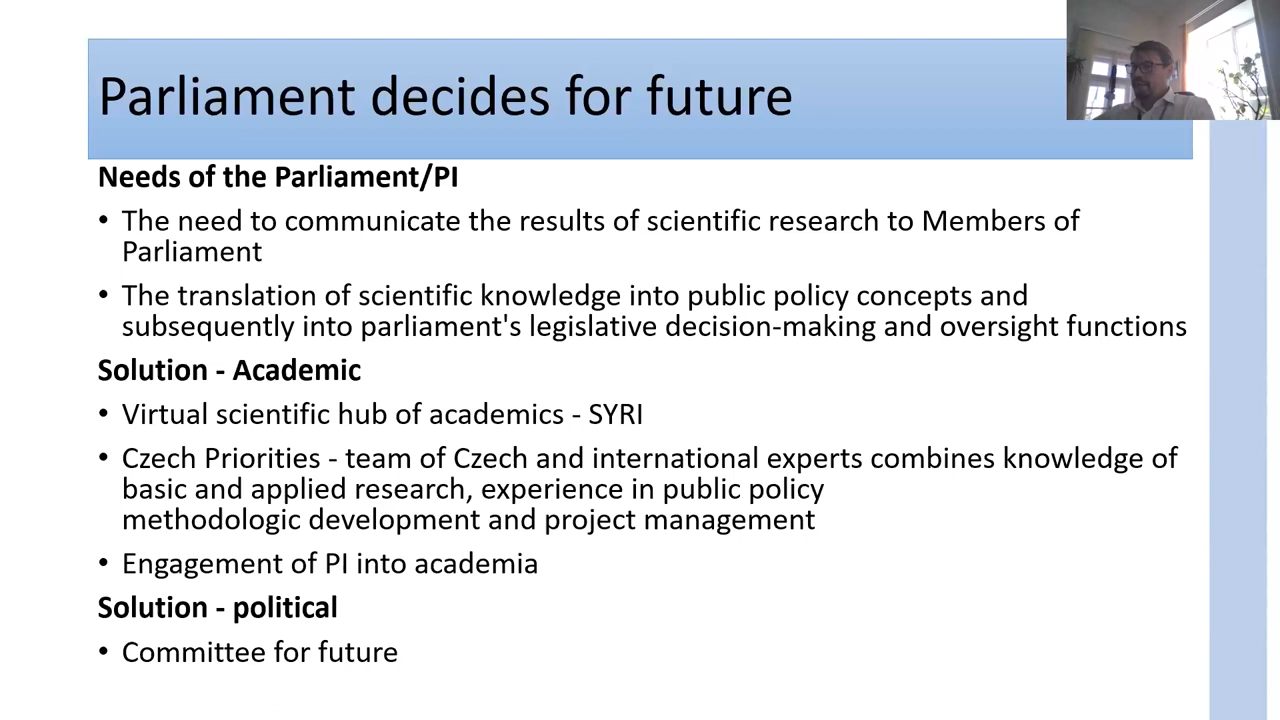 Parliament decides for future
Needs of the Parliament/PI
• The need to communicate the results of scientific research to Members of
Parliament
• The translation of scientific knowledge into public policy concepts and
subsequently into parliament's legislative decision-making and oversight functions
Solution - Academic
• Virtual scientific hub of academics - SYRI
• Czech Priorities - team of Czech and international experts combines knowledge of
basic and applied research, experience in public policy
methodologic development and project management
• Engagement of PI into academia
Solution - political
• Committee for future